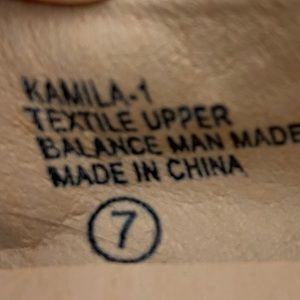 KAMILA-1
TEXTILE UPPER
BALANCE MAN MADE
MADE IN CHINA
7